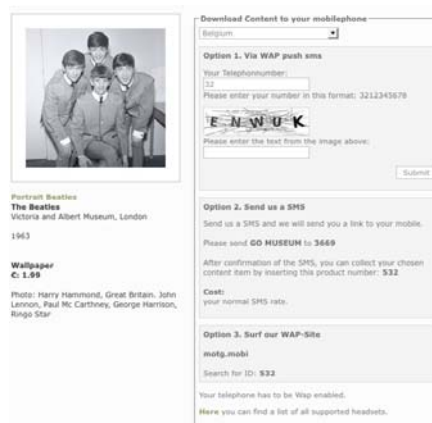 Portrait Beatles
The Beatles
Victoria and Albert Museum, London
1963
Wallpaper
€: 1.99
Photo: Harry Hammond, Great Britain. John
Lennon, Paul Mc Carthney, George Harrison,
Ringo Star
Download Content to your mobilephone
Belgium
Option 1. Via WAP push sms
Your Telephonnumber:
32
Please enter your number in this format: 3212345678
E N W U K
Please enter the text from the image above:
Submit
Option 2. Send us a SMS
Send us a SMS and we will send you a link to your mobile.
Please send GO MUSEUM to 3669
After confirmation of the SMS, you can collect your chosen
content item by inserting this product number: 532
Cost:
your normal SMS rate.
Option 3. Surf our WAP-Site
motg.mobi
Search for ID: 532
Your telephone has to be Wap enabled.
Here you can find a list of all supported headsets.